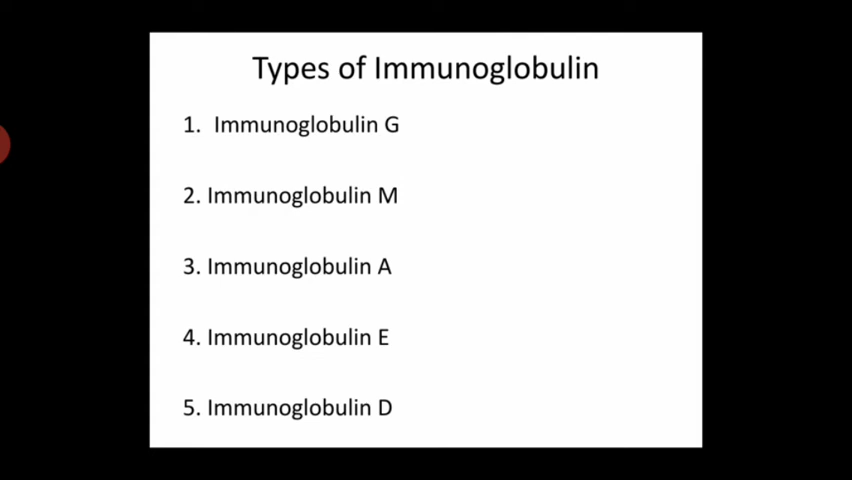 Types of Immunoglobulin
1. Immunoglobulin G
2. Immunoglobulin M
3. Immunoglobulin A
4. Immunoglobulin E
5. Immunoglobulin D